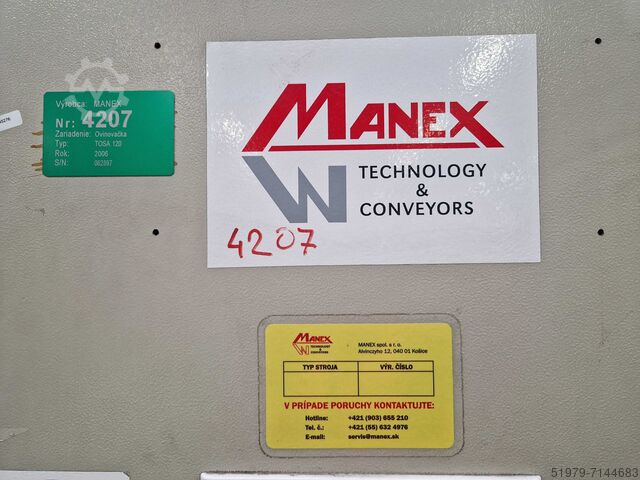 Výrobca: MANEX
Nr: 4207
Zariadenie: Ovinovačka
Typ: TOSA 120
Rok: 2006
S/N: 062897
MANEX
TECHNOLOGY
&
CONVEYORS
4207
MANEX
TECHNOLOGY
&
CONVEYORS
MANEX spol. s r. o.
Alvinczyho 12, 040 01 Košice
TYP STROJA VÝR. ČÍSLO
V PRÍPADE PORUCHY KONTAKTUJTE:
Hotline: +421 (903) 655 210
Tel. č.: +421 (55) 632 4976
E-mail: servis@manex.sk
51979-7144683